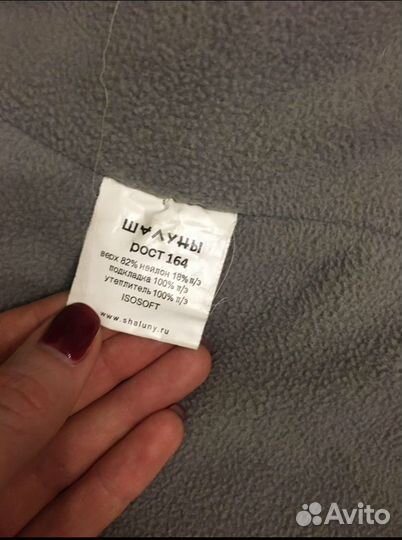 ШАЛУНЫ
рост 164
верх 82% нейлон 18% п/э
подкладка 100% п/э
утеплитель 100% п/э
ISOSOFT
www.shaluny.ru
Avito